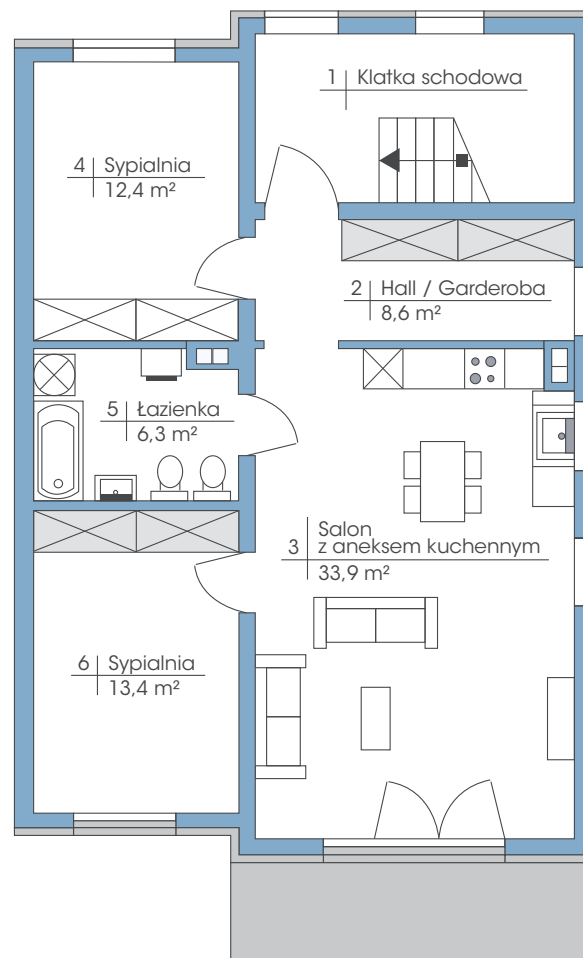 1 Klatka schodowa
4 Sypialnia
12,4 m²
2 Hall / Garderoba
8,6 m²
5 Łazienka
6,3 m²
3 Salon
z aneksem kuchennym
33,9 m²
6 Sypialnia
13,4 m²